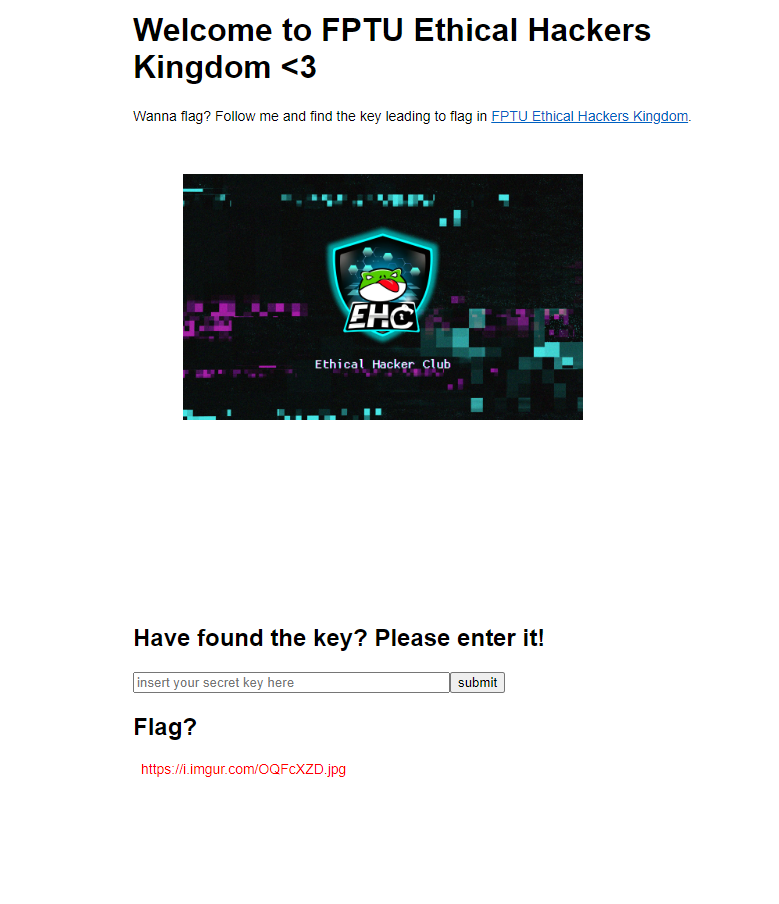 Welcome to FPTU Ethical Hackers
Kingdom <3
Wanna flag? Follow me and find the key leading to flag in FPTU Ethical Hackers Kingdom.
EHC
Ethical Hacker Club
Have found the key? Please enter it!
insert your secret key here submit
Flag?
https://i.imgur.com/OQFcXZD.jpg